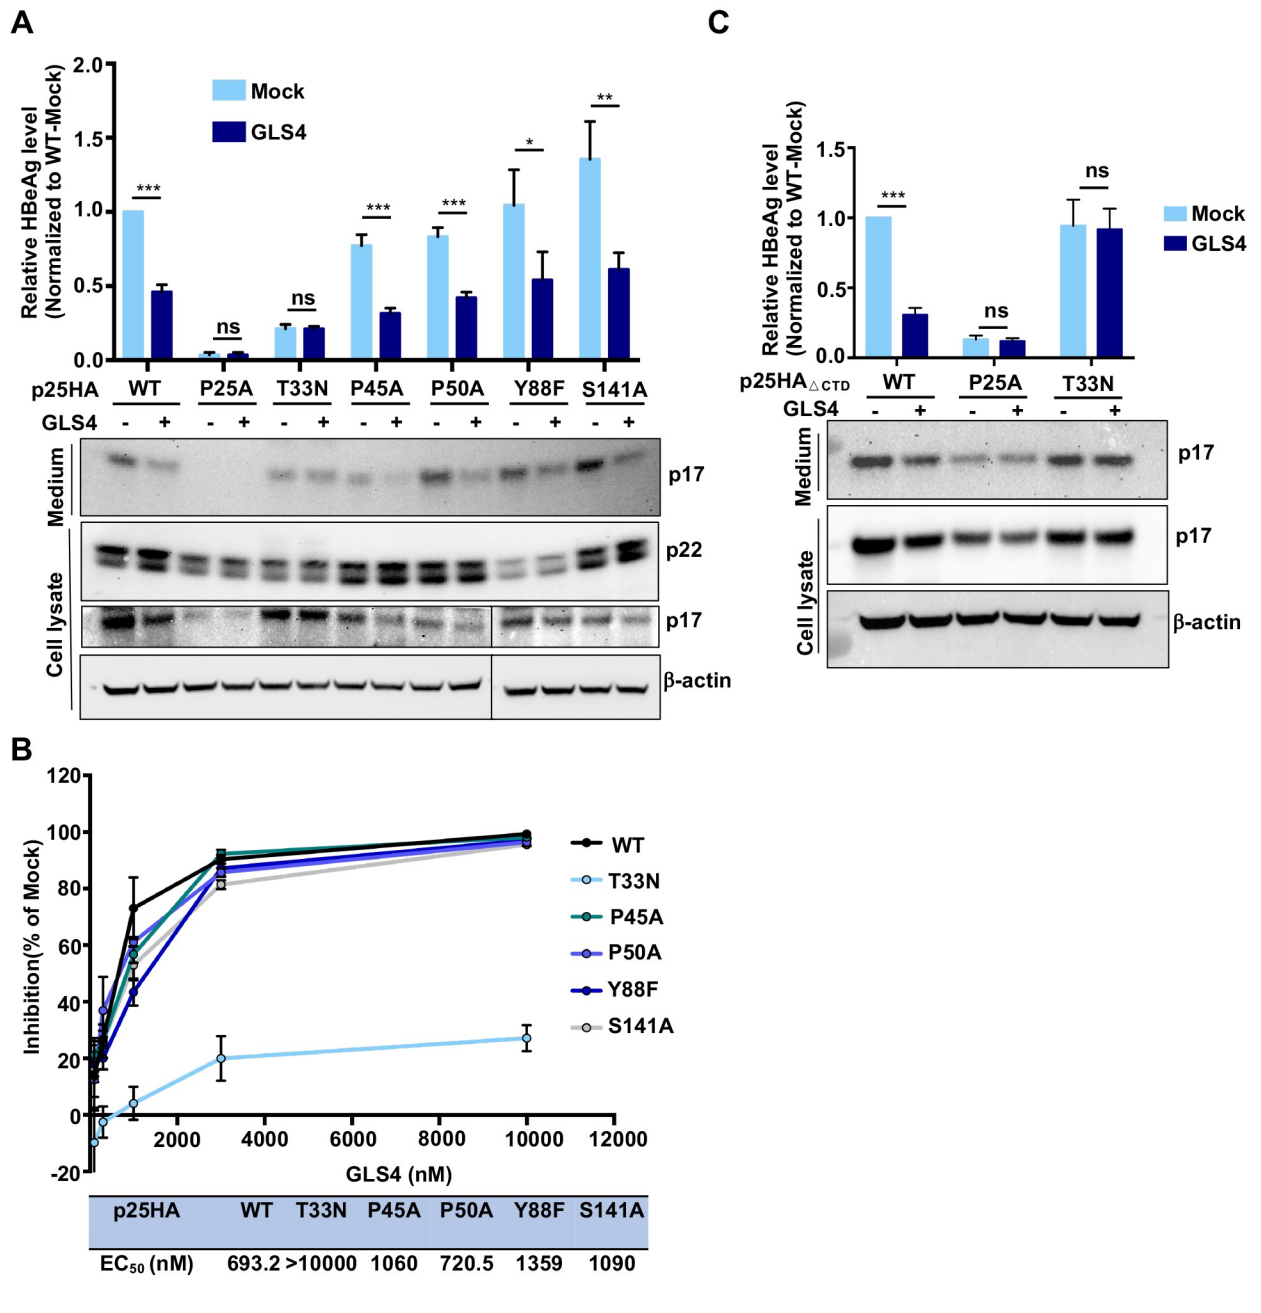 A
Relative HBeAg level
(Normalized to WT-Mock)
2.0
1.5
1.0
0.5
0.0
Mock
GLS4
***
ns
ns
***
***
*
**
p25HA WT P25A T33N P45A P50A Y88F S141A
GLS4 - + - + - + - + - + - + - +
Medium
p17
Cell lysate
p22
p17
β-actin
C
Relative HBeAg level
(Normalized to WT-Mock)
1.5
1.0
0.5
0.0
***
ns
ns
Mock
GLS4
p25HA△CTD WT P25A T33N
GLS4 - + - + - +
Medium
p17
Cell lysate
p17
β-actin
B
Inhibition(% of Mock)
120
100
80
60
40
20
0
-20
2000 4000 6000 8000 10000 12000
GLS4 (nM)
WT
T33N
P45A
P50A
Y88F
S141A
p25HA WT T33N P45A P50A Y88F S141A
EC50 (nM) 693.2 >10000 1060 720.5 1359 1090